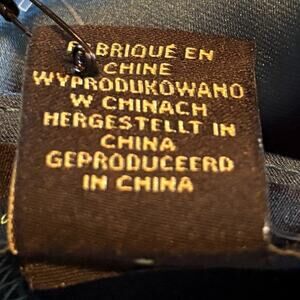 FABRIQUÉ EN
CHINE
WYPRODUKOWANO
W CHINACH
HERGESTELLT IN
CHINA
GEPRODUCEERD
IN CHINA